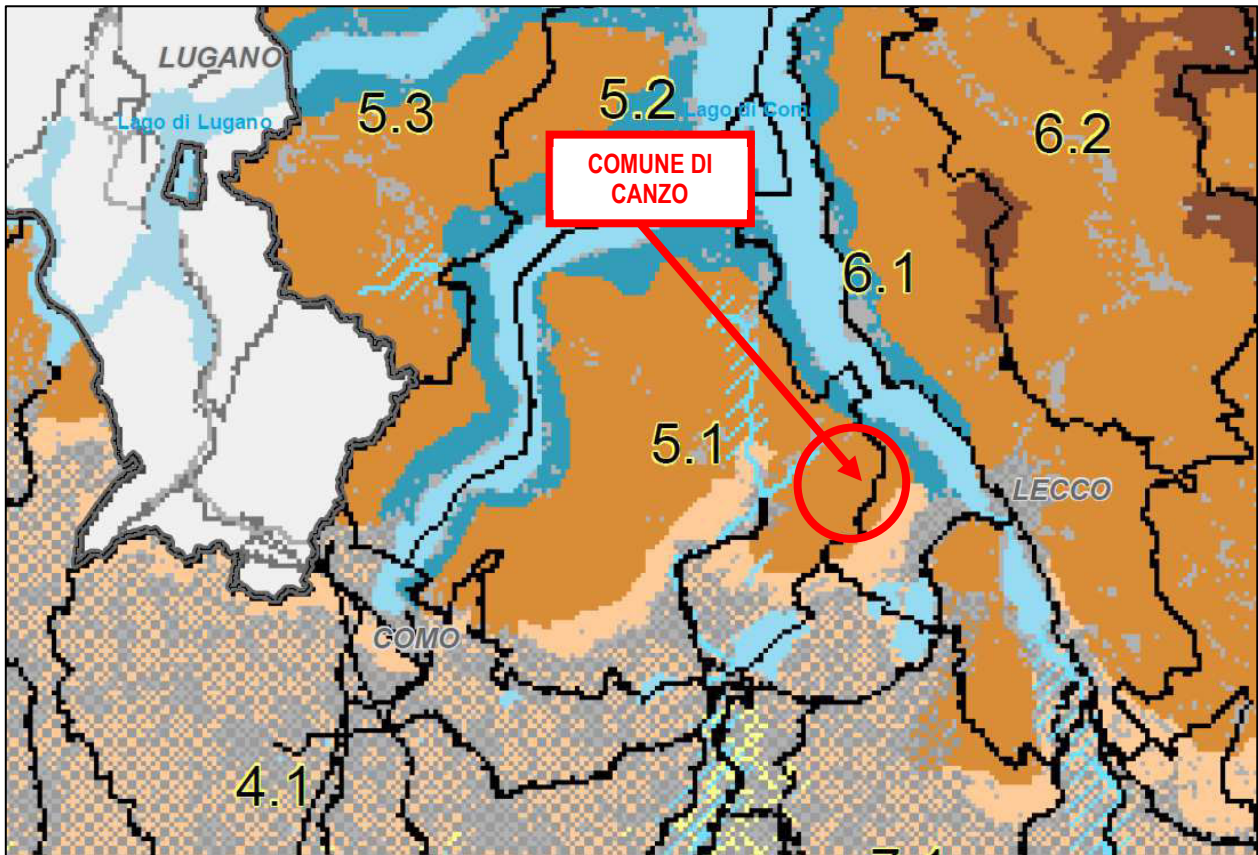 LUGANO
5.3
5.2
Lago di Lugano
Lago di Como
6.2
COMUNE DI
CANZO
6.1
5.1
LECCO
COMO
4.1